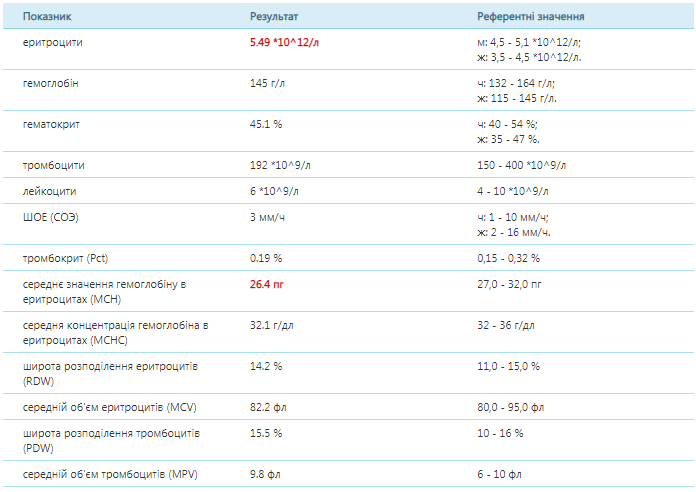 Показник Результат Референтні значення
еритроцити 5.49 *10^12/л м: 4,5 - 5,1 *10^12/л;
ж: 3,5 - 4,5 *10^12/л.
гемоглобін 145 г/л ч: 132 - 164 г/л;
ж: 115 - 145 г/л.
гематокрит 45.1 % ч: 40 - 54 %;
ж: 35 - 47 %.
тромбоцити 192 *10^9/л 150 - 400 *10^9/л
лейкоцити 6 *10^9/л 4 - 10 *10^9/л
ШОЕ (СОЭ) 3 мм/ч ч: 1 - 10 мм/ч;
ж: 2 - 16 мм/ч.
тромбокрит (Pct) 0.19 % 0,15 - 0,32 %
середнє значення гемоглобіну в 26.4 пг 27,0 - 32,0 пг
еритроцитах (MCH)
середня концентрація гемоглобіна в 32.1 г/дл 32 - 36 г/дл
еритроцитах (MCHC)
широта розподілення еритроцитів 14.2 % 11,0 - 15,0 %
(RDW)
середній об'єм еритроцитів (MCV) 82.2 фл 80,0 - 95,0 фл
широта розподілення тромбоцитів 15.5 % 10 - 16 %
(PDW)
середній об'єм тромбоцитів (MPV) 9.8 фл 6 - 10 фл